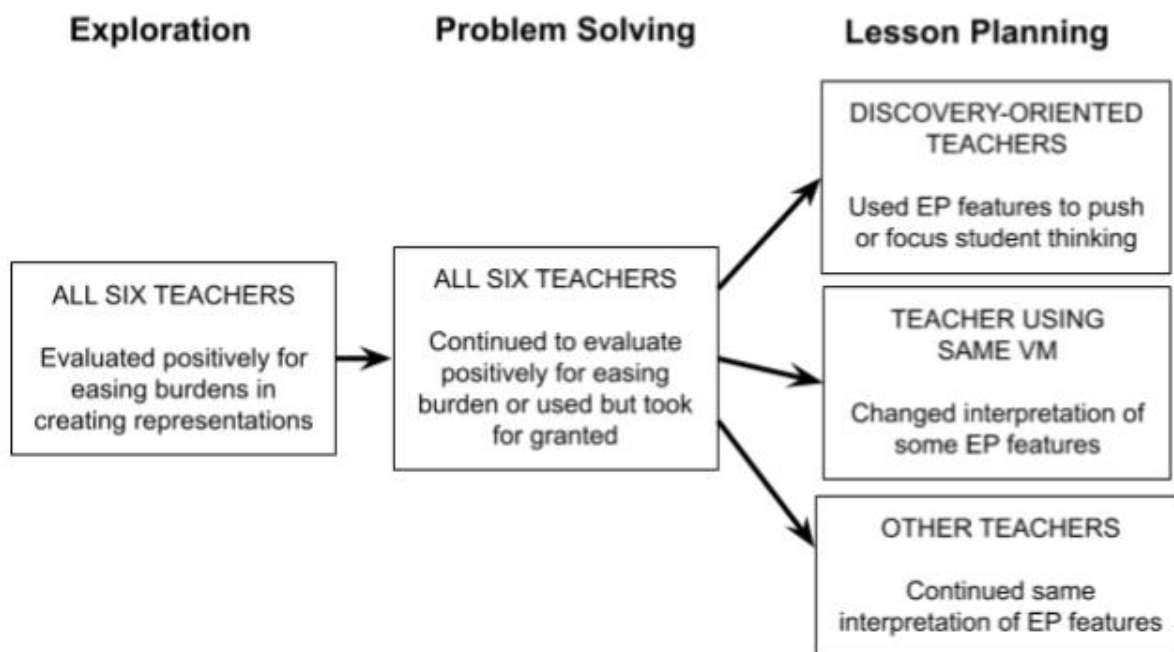 Exploration
Problem Solving
Lesson Planning
ALL SIX TEACHERS
Evaluated positively for
easing burdens in
creating representations
ALL SIX TEACHERS
Continued to evaluate
positively for easing
burden or used but took
for granted
DISCOVERY-ORIENTED
TEACHERS
Used EP features to push
or focus student thinking
TEACHER USING
SAME VM
Changed interpretation of
some EP features
OTHER TEACHERS
Continued same
interpretation of EP features